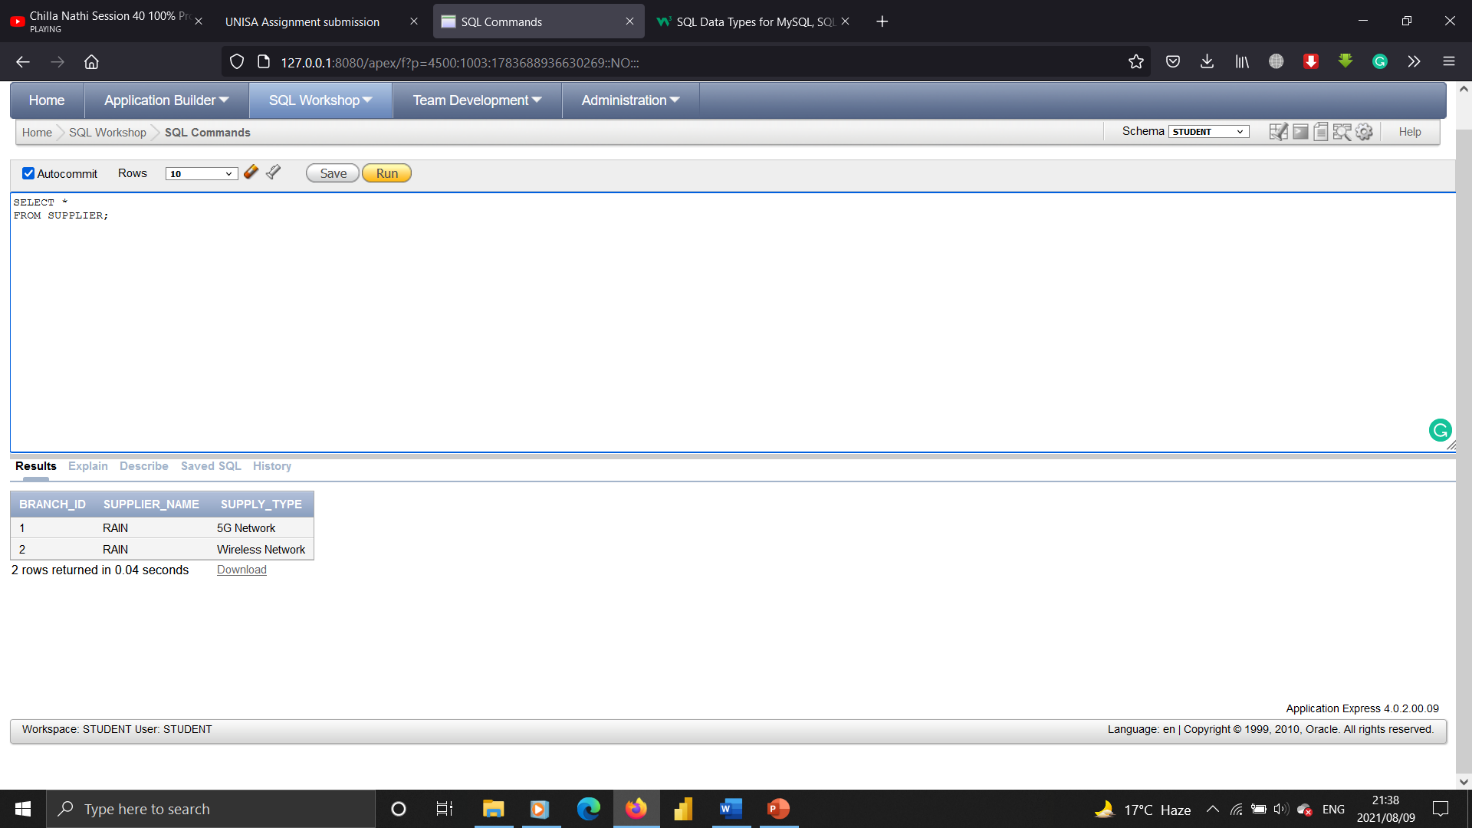 Chilla Nathi Session 40 100% Pr
PLAYING
UNISA Assignment submission
SQL Commands
SQL Data Types for MySQL, SQL
127.0.0.1:8080/apex/f?p=4500:1003:1783688936630269::NO:::
Home
Application Builder
SQL Workshop
Team Development
Administration
Home
SQL Workshop
SQL Commands
Schema
STUDENT
Help
Autocommit
Rows
10
Save
Run
SELECT *
FROM SUPPLIER;
Results
Explain
Describe
Saved SQL
History
BRANCH_ID SUPPLIER_NAME SUPPLY_TYPE
1 RAIN 5G Network
2 RAIN Wireless Network
2 rows returned in 0.04 seconds
Download
Application Express 4.0.2.00.09
Workspace: STUDENT User: STUDENT
Language: en | Copyright © 1999, 2010, Oracle. All rights reserved.
Type here to search
17°C Haze
ENG
21:38
2021/08/09